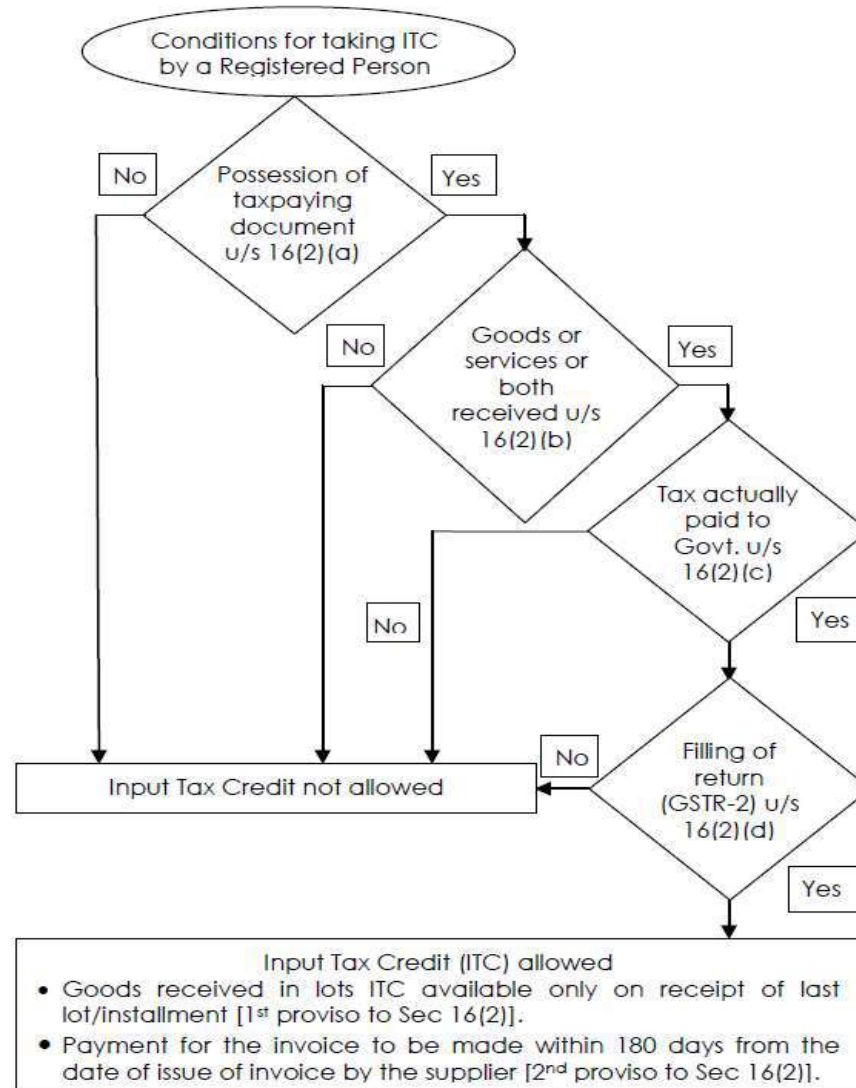 Conditions for taking ITC
by a Registered Person
No
Possession of
taxpaying
document
u/s 16(2)(a)
Yes
No
Goods or
services or
both
received u/s
16(2)(b)
Yes
Tax actually
paid to
Govt. u/s
16(2)(c)
No
Yes
Input Tax Credit not allowed
No
Filling of
return
(GSTR-2) u/s
16(2)(d)
Yes
Input Tax Credit (ITC) allowed
• Goods received in lots ITC available only on receipt of last
lot/installment [1st proviso to Sec 16(2)].
• Payment for the invoice to be made within 180 days from the
date of issue of invoice by the supplier [2nd proviso to Sec 16(2)].